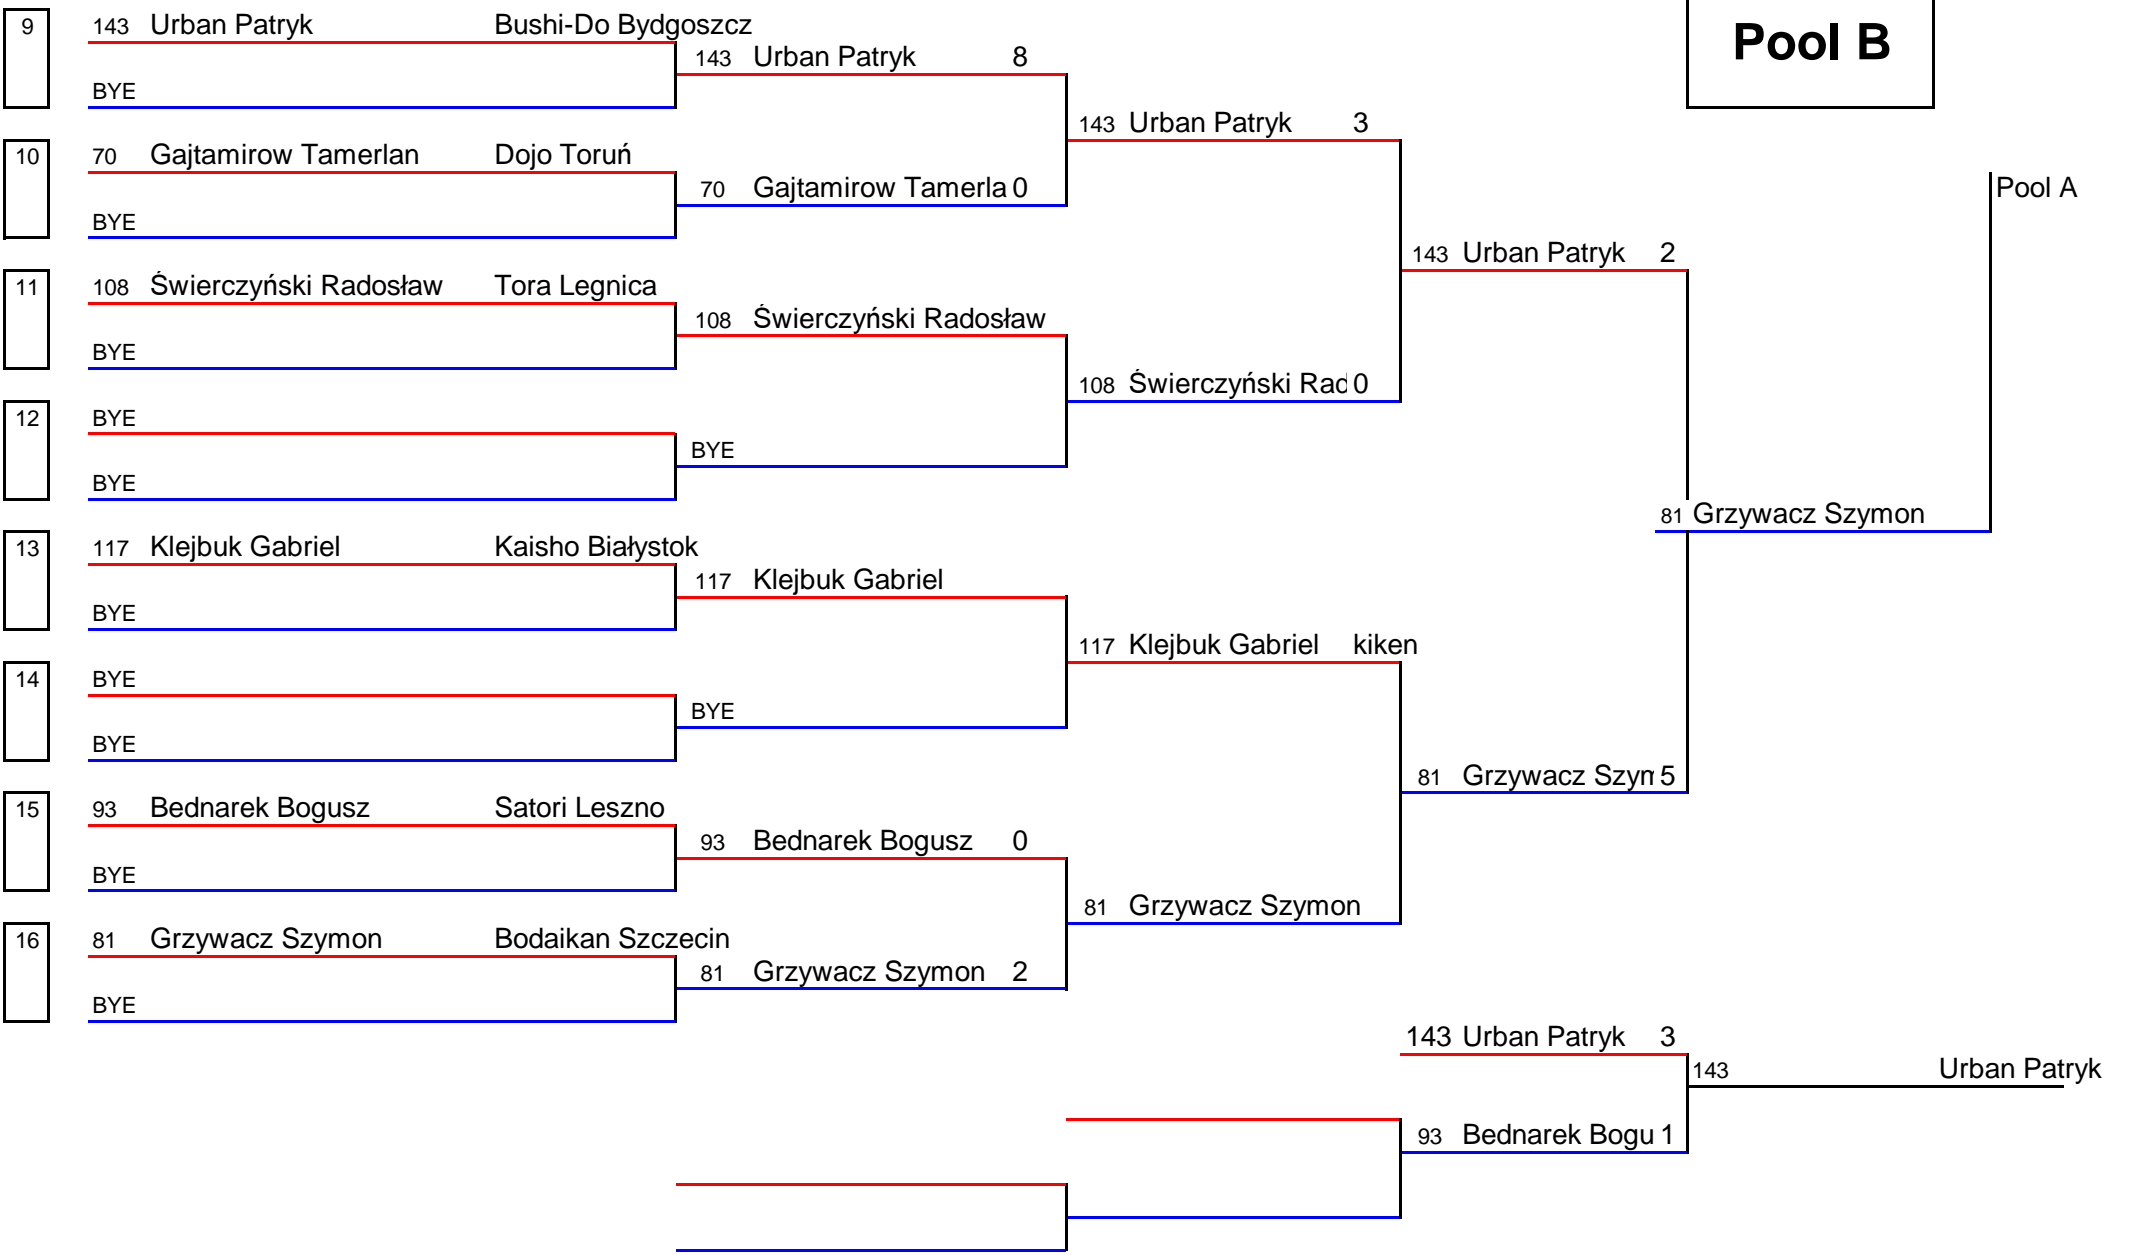 Pool B
9 143 Urban Patryk Bushi-Do Bydgoszcz
143 Urban Patryk 8
BYE
143 Urban Patryk 3
10 70 Gajtamirow Tamerlan Dojo Toruń
70 Gajtamirow Tamerla 0
Pool A
BYE
143 Urban Patryk 2
11 108 Świerczyński Radosław Tora Legnica
108 Świerczyński Radosław
BYE
108 Świerczyński Rad 0
12 BYE
BYE
BYE
81 Grzywacz Szymon
13 117 Klejbuk Gabriel Kaisho Białystok
117 Klejbuk Gabriel
BYE
117 Klejbuk Gabriel kiken
14 BYE
BYE
BYE
81 Grzywacz Szym 5
15 93 Bednarek Bogusz Satori Leszno
93 Bednarek Bogusz 0
BYE
81 Grzywacz Szymon
16 81 Grzywacz Szymon Bodaikan Szczecin
81 Grzywacz Szymon 2
BYE
143 Urban Patryk 3
143 Urban Patryk
93 Bednarek Bogu 1